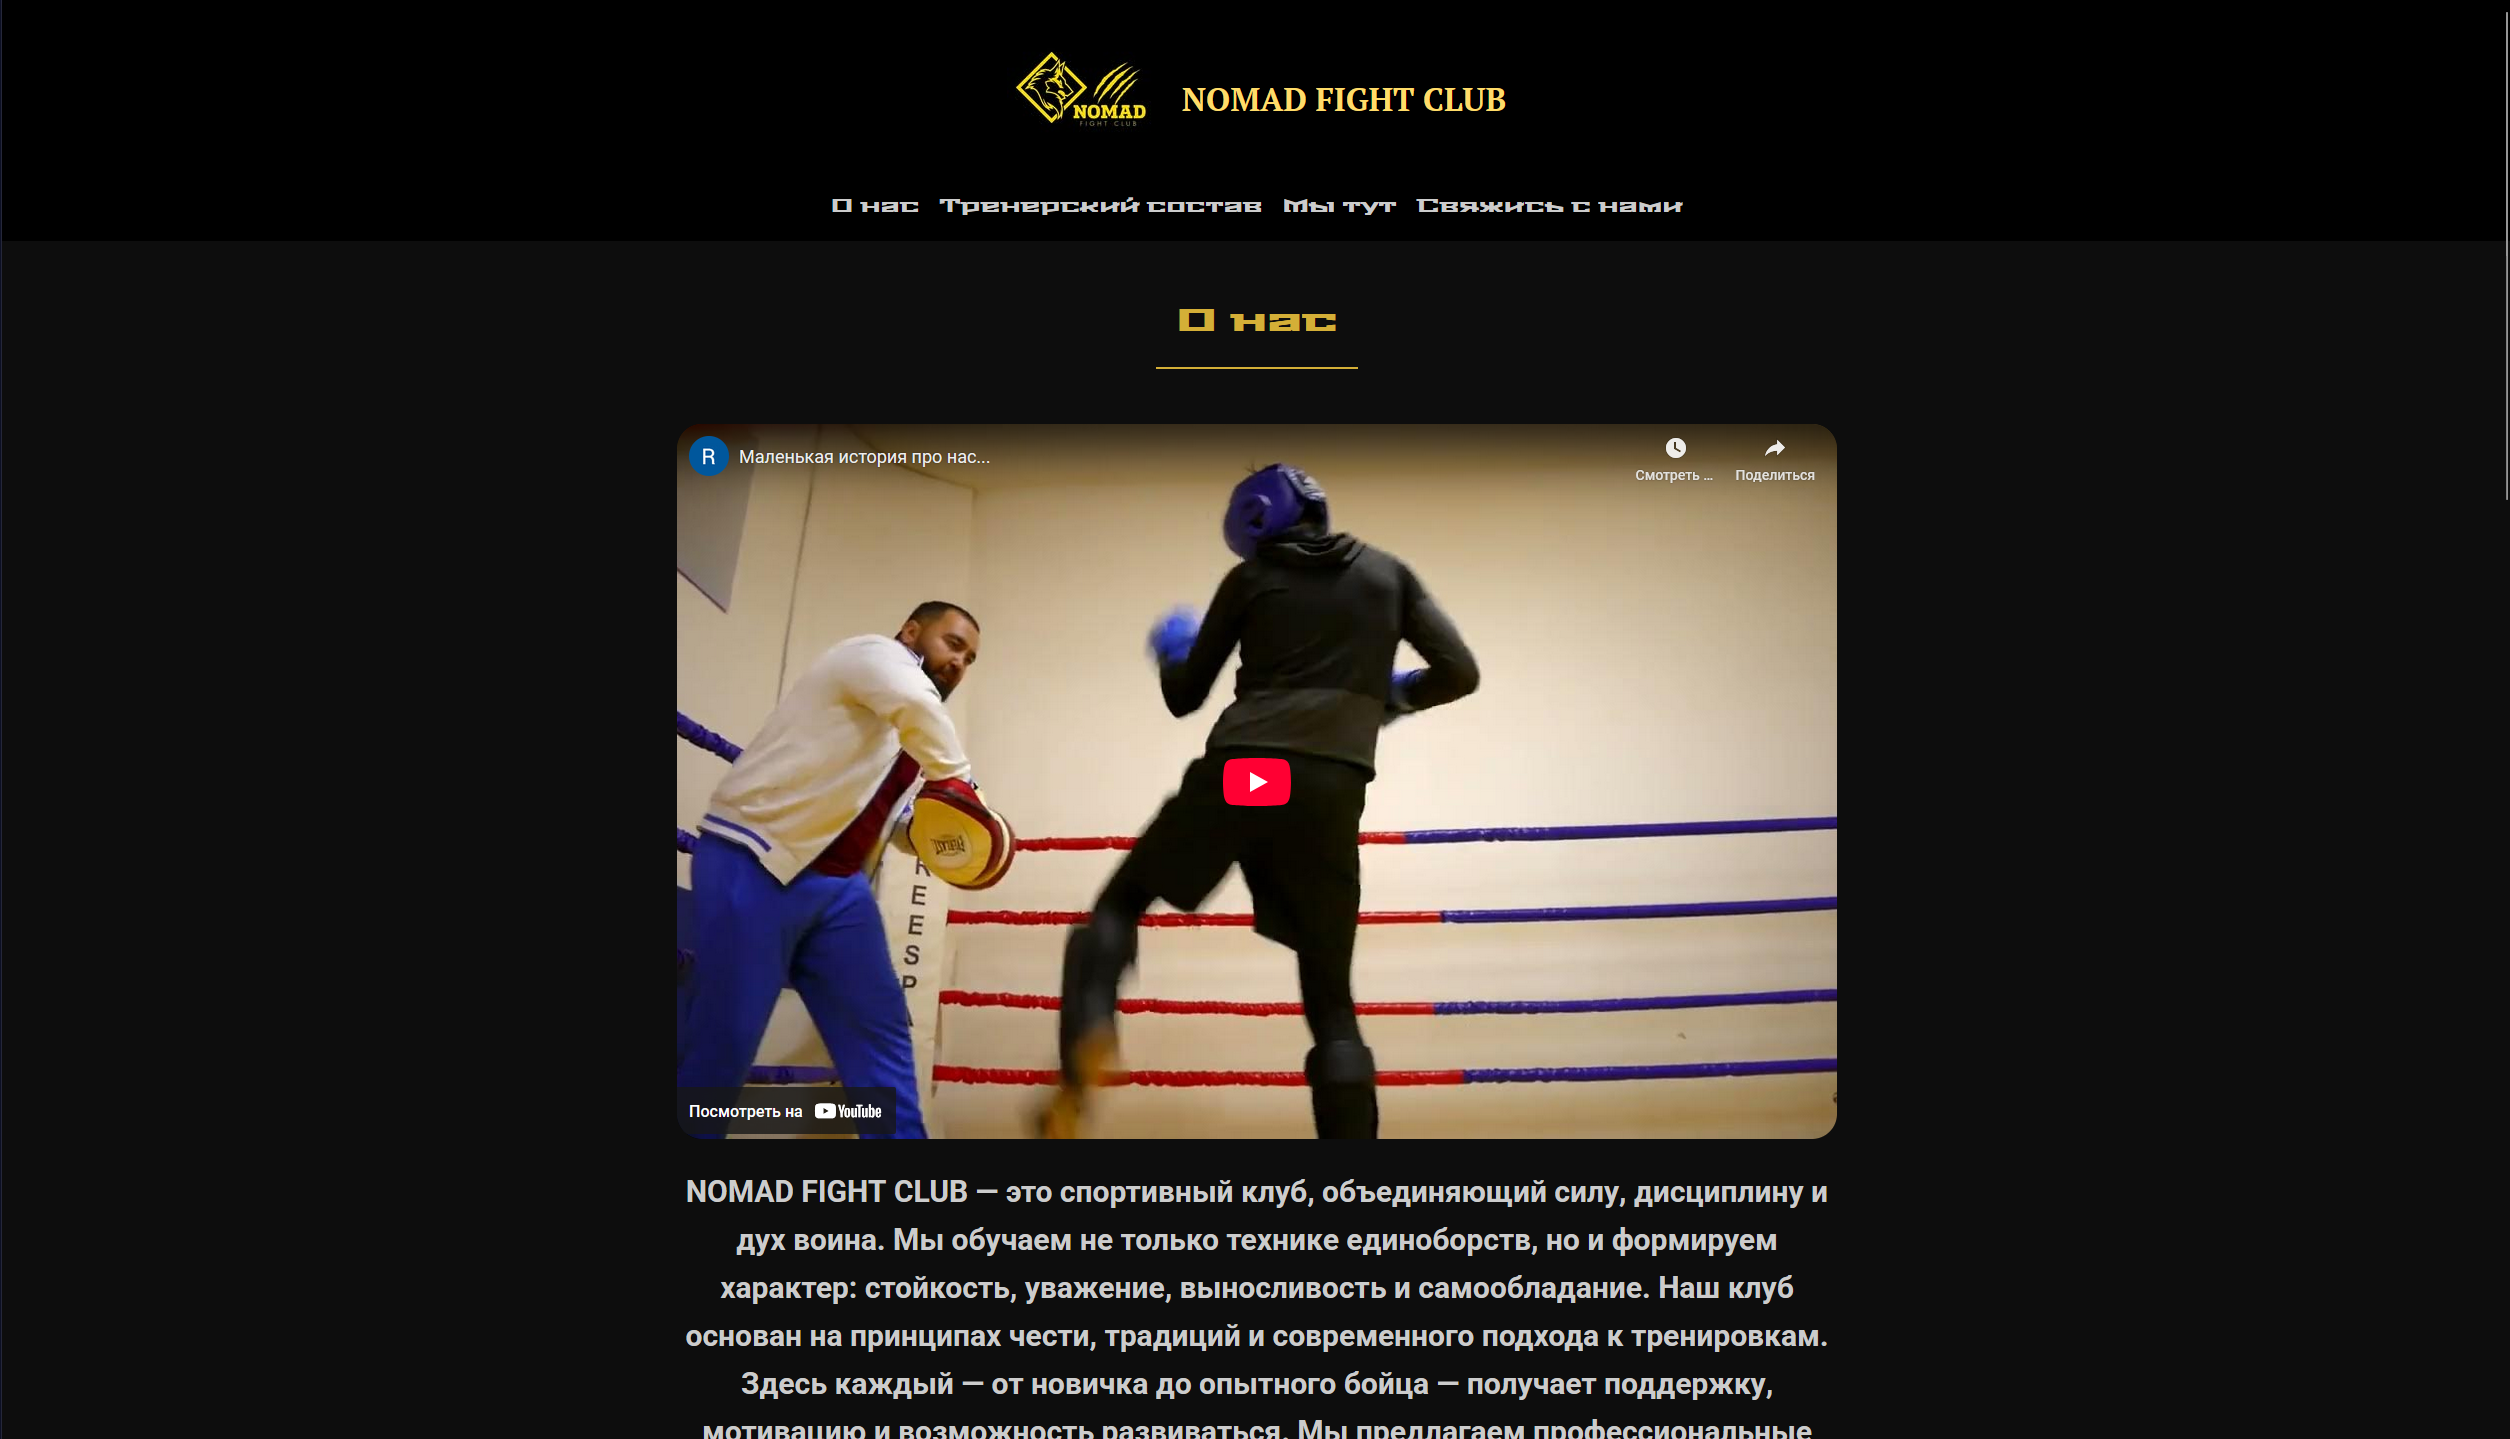 NOMAD
FIGHT CLUB
NOMAD FIGHT CLUB
О нас Тренерский состав Мы тут Свяжись с нами
О нас
R Маленькая история про нас...
Смотреть ... Поделиться
EVERLAST
REESP
Посмотреть на YouTube
NOMAD FIGHT CLUB — это спортивный клуб, объединяющий силу, дисциплину и
дух воина. Мы обучаем не только технике единоборств, но и формируем
характер: стойкость, уважение, выносливость и самообладание. Наш клуб
основан на принципах чести, традиций и современного подхода к тренировкам.
Здесь каждый — от новичка до опытного бойца — получает поддержку,
мотивацию и возможность развиваться. Мы предлагаем профессиональные